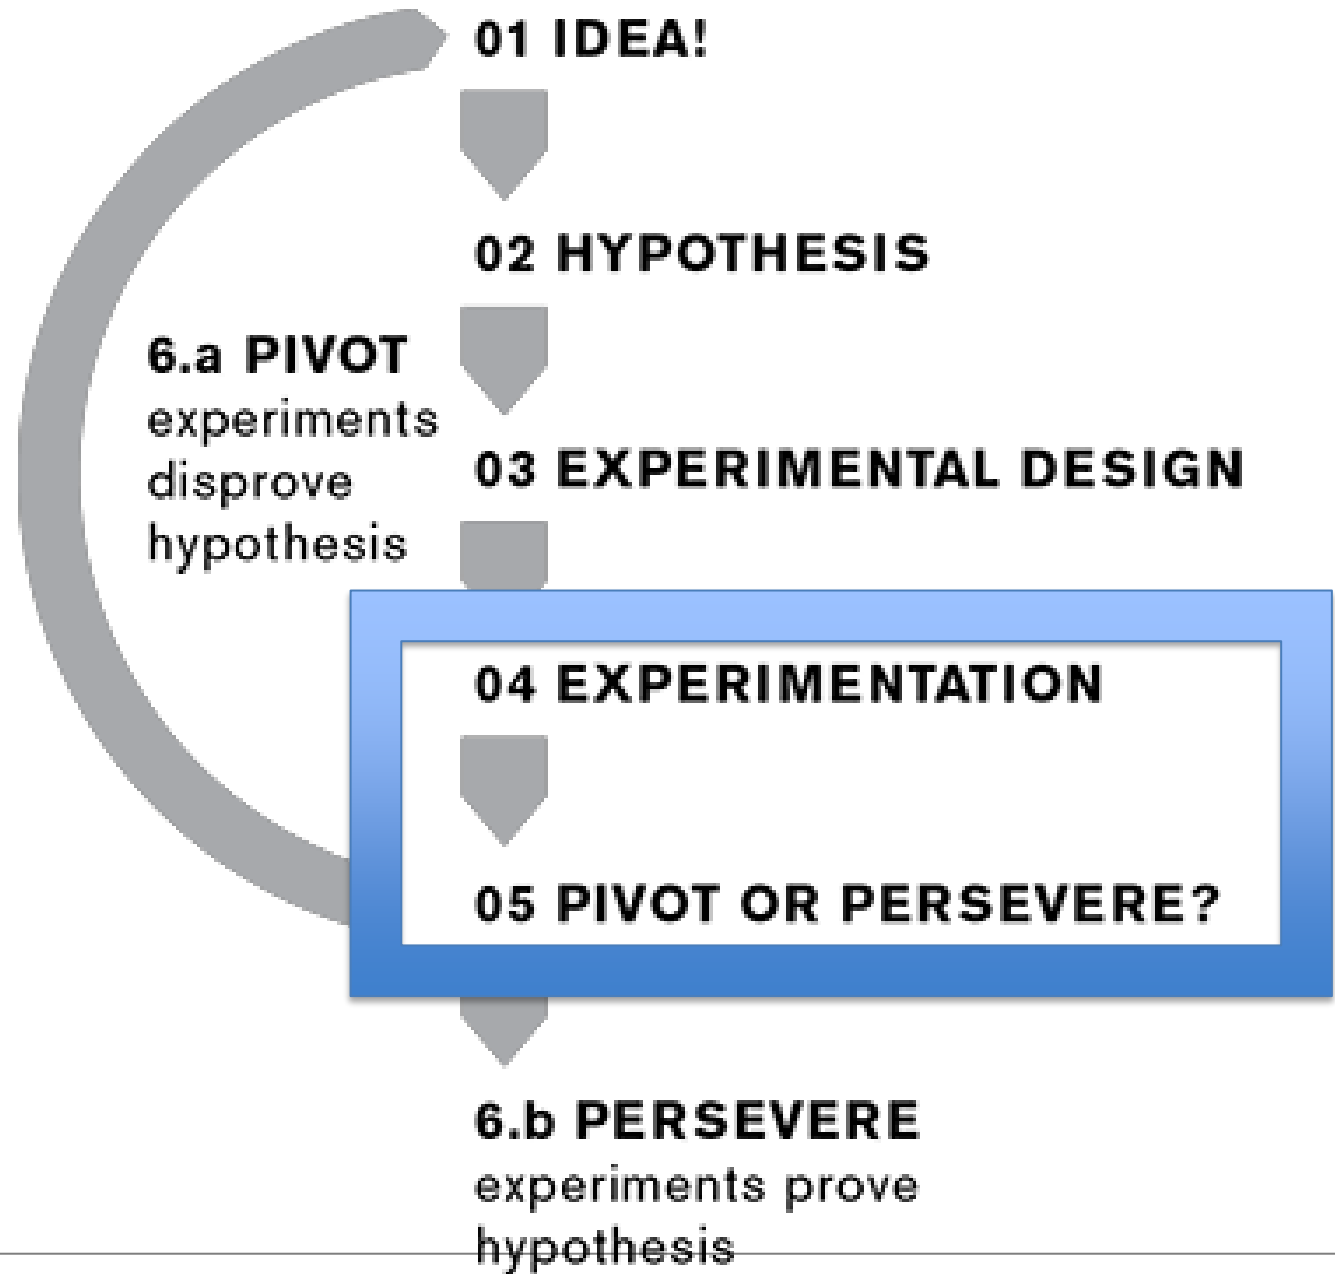 01 IDEA!
02 HYPOTHESIS
6.a PIVOT
experiments
disprove
hypothesis
03 EXPERIMENTAL DESIGN
04 EXPERIMENTATION
05 PIVOT OR PERSEVERE?
6.b PERSEVERE
experiments prove
hypothesis